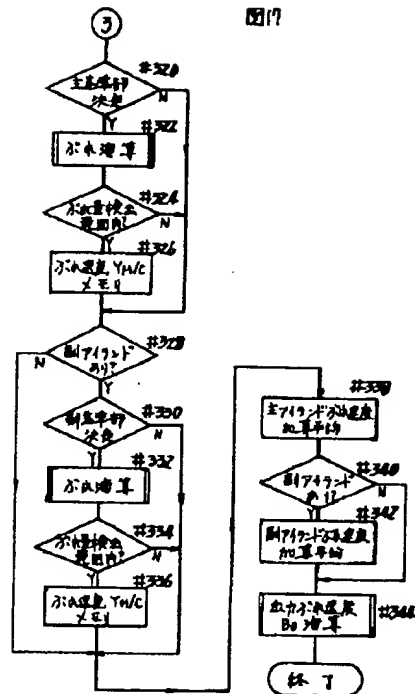 図17
3
#320
主基準部
決定
N
Y
#322
ぶれ演算
#324
ぶれ量検出
範囲内?
N
Y
#326
ぶれ速度 YM/C
メモリ
#328
副アイランド
あり?
N
Y
#330
副基準部
決定
N
Y
#332
ぶれ演算
#334
ぶれ量検出
範囲内?
N
Y
#336
ぶれ速度 YM/C
メモリ
#338
主アイランドぶれ速度
加算平均
#340
副アイランド
あり?
N
Y
#342
副アイランドぶれ速度
加算平均
出力ぶれ速度
演算
#344
終了